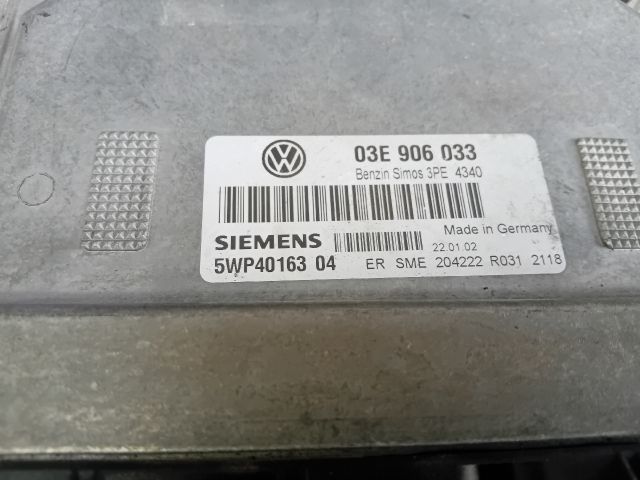 VW
03E 906 033
Benzin Simos 3PE 4340
Made in Germany
SIEMENS 22.01.02
5WP40163 04 ER SME 204222 R031 2118